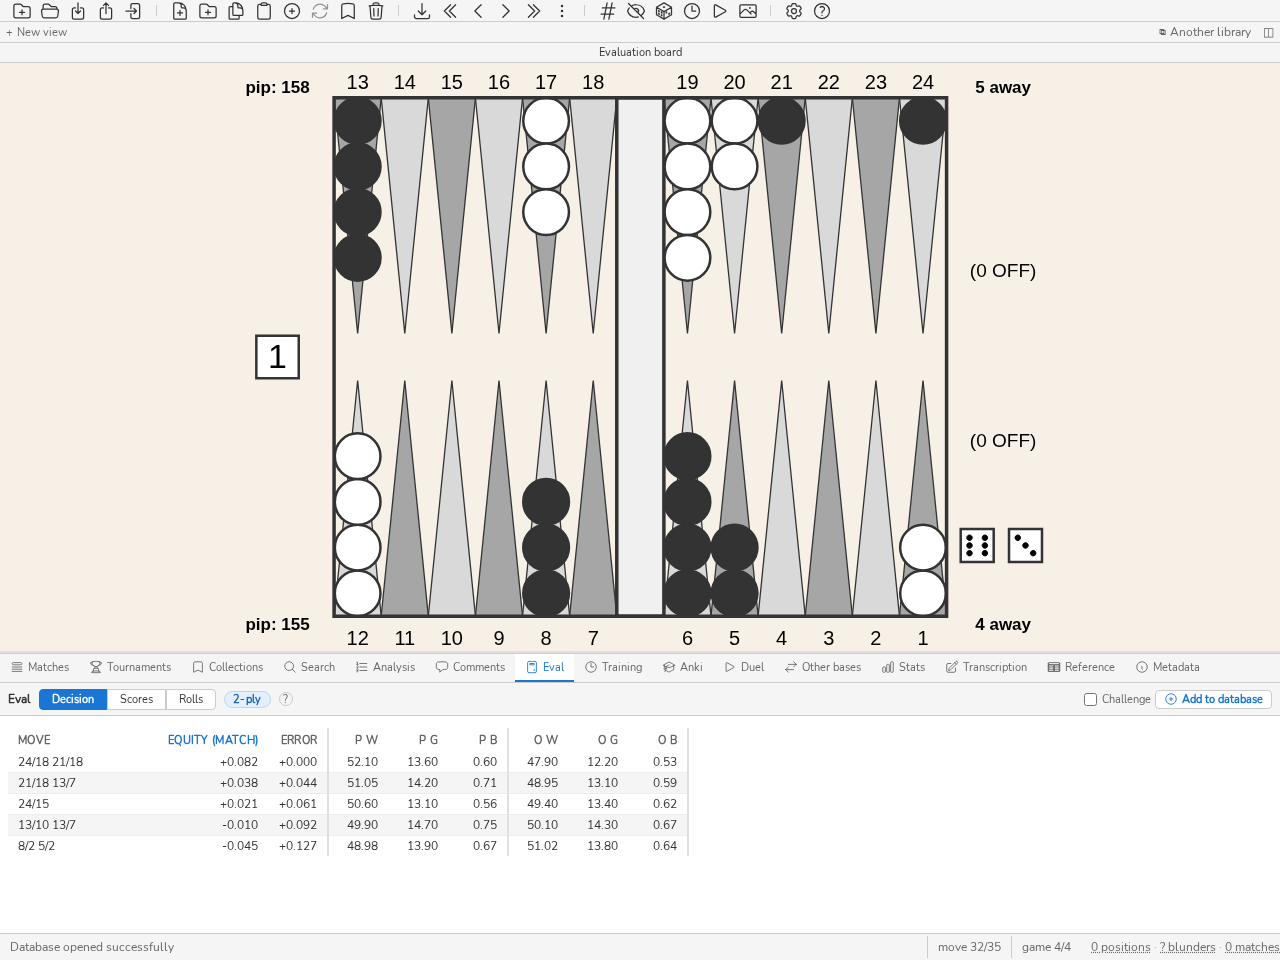 + New view
Another library
Evaluation board
pip: 158
13 14 15 16 17 18 19 20 21 22 23 24
5 away
(0 OFF)
1
(0 OFF)
pip: 155
12 11 10 9 8 7 6 5 4 3 2 1
4 away
Matches Tournaments Collections Search Analysis Comments Eval Training Anki Duel Other bases Stats Transcription Reference Metadata
Eval Decision Scores Rolls 2-ply ? Challenge Add to database
MOVE EQUITY (MATCH) ERROR P W P G P B O W O G O B
24/18 21/18 +0.082 +0.000 52.10 13.60 0.60 47.90 12.20 0.53
21/18 13/7 +0.038 +0.044 51.05 14.20 0.71 48.95 13.10 0.59
24/15 +0.021 +0.061 50.60 13.10 0.56 49.40 13.40 0.62
13/10 13/7 -0.010 +0.092 49.90 14.70 0.75 50.10 14.30 0.67
8/2 5/2 -0.045 +0.127 48.98 13.90 0.67 51.02 13.80 0.64
Database opened successfully
move 32/35 game 4/4 0 positions · ? blunders · 0 matches